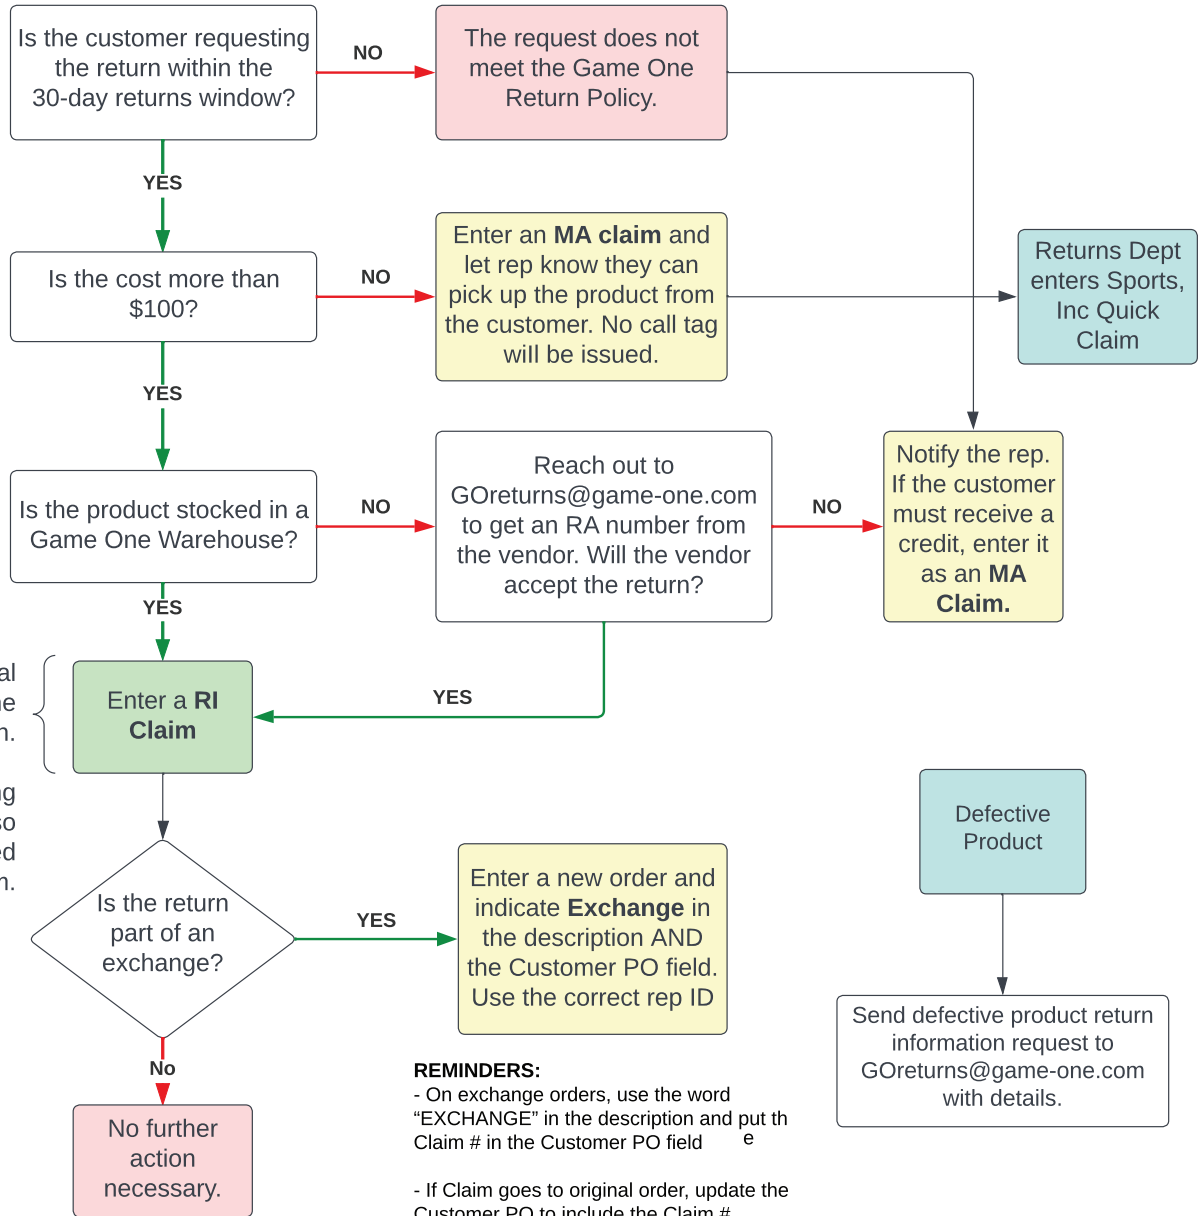 Is the customer requesting
the return within the
30-day returns window?
NO
The request does not
meet the Game One
Return Policy.
YES
Is the cost more than
$100?
NO
Enter an MA claim and
let rep know they can
pick up the product from
the customer. No call tag
will be issued.
Returns Dept
enters Sports,
Inc Quick
Claim
YES
Is the product stocked in a
Game One Warehouse?
NO
Reach out to
GOreturns@game-one.com
to get an RA number from
the vendor. Will the vendor
accept the return?
NO
Notify the rep.
If the customer
must receive a
credit, enter it
as an MA
Claim.
YES
Enter a RI
Claim
YES
Is the return
part of an
exchange?
YES
Enter a new order and
indicate Exchange in
the description AND
the Customer PO field.
Use the correct rep ID
No
No further
action
necessary.
Defective
Product
Send defective product return
information request to
GOreturns@game-one.com
with details.
REMINDERS:
- On exchange orders, use the word
“EXCHANGE” in the description and put th
e
Claim # in the Customer PO field
- If Claim goes to original order, update the
Customer PO to include the Claim #